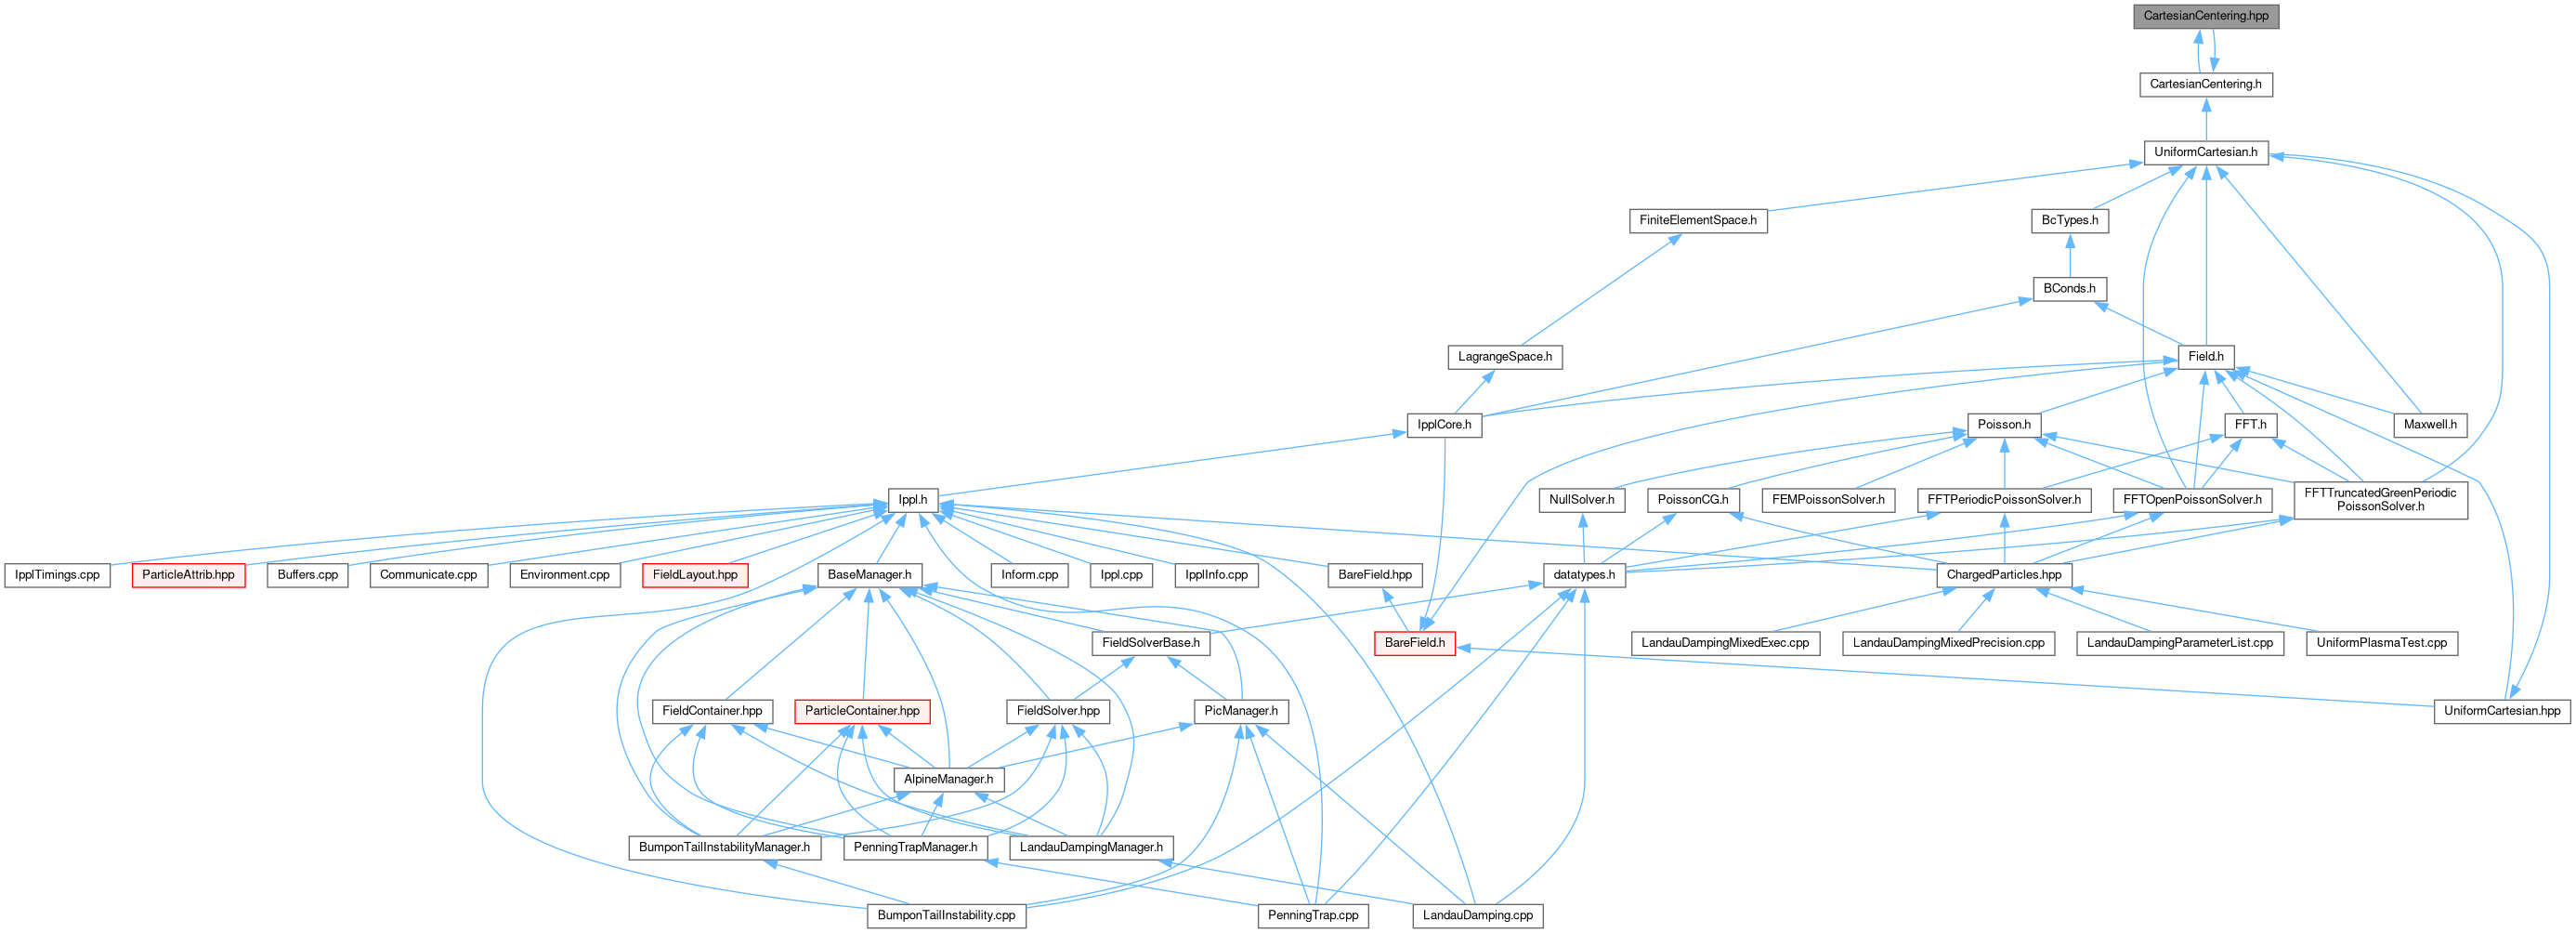 CartesianCentering.hpp
CartesianCentering.h
UniformCartesian.h
FiniteElementSpace.h
BcTypes.h
BConds.h
LagrangeSpace.h
Field.h
IpplCore.h
Poisson.h
FFT.h
Maxwell.h
Ippl.h
NullSolver.h
PoissonCG.h
FEMPoissonSolver.h
FFTPeriodicPoissonSolver.h
FFTOpenPoissonSolver.h
FFTTruncatedGreenPeriodic
PoissonSolver.h
IpplTimings.cpp
ParticleAttrib.hpp
Buffers.cpp
Communicate.cpp
Environment.cpp
FieldLayout.hpp
BaseManager.h
Inform.cpp
Ippl.cpp
IpplInfo.cpp
BareField.hpp
datatypes.h
ChargedParticles.hpp
FieldSolverBase.h
BareField.h
LandauDampingMixedExec.cpp
LandauDampingMixedPrecision.cpp
LandauDampingParameterList.cpp
UniformPlasmaTest.cpp
FieldContainer.hpp
ParticleContainer.hpp
FieldSolver.hpp
PicManager.h
UniformCartesian.hpp
AlpineManager.h
BumponTailInstabilityManager.h
PenningTrapManager.h
LandauDampingManager.h
BumponTailInstability.cpp
PenningTrap.cpp
LandauDamping.cpp